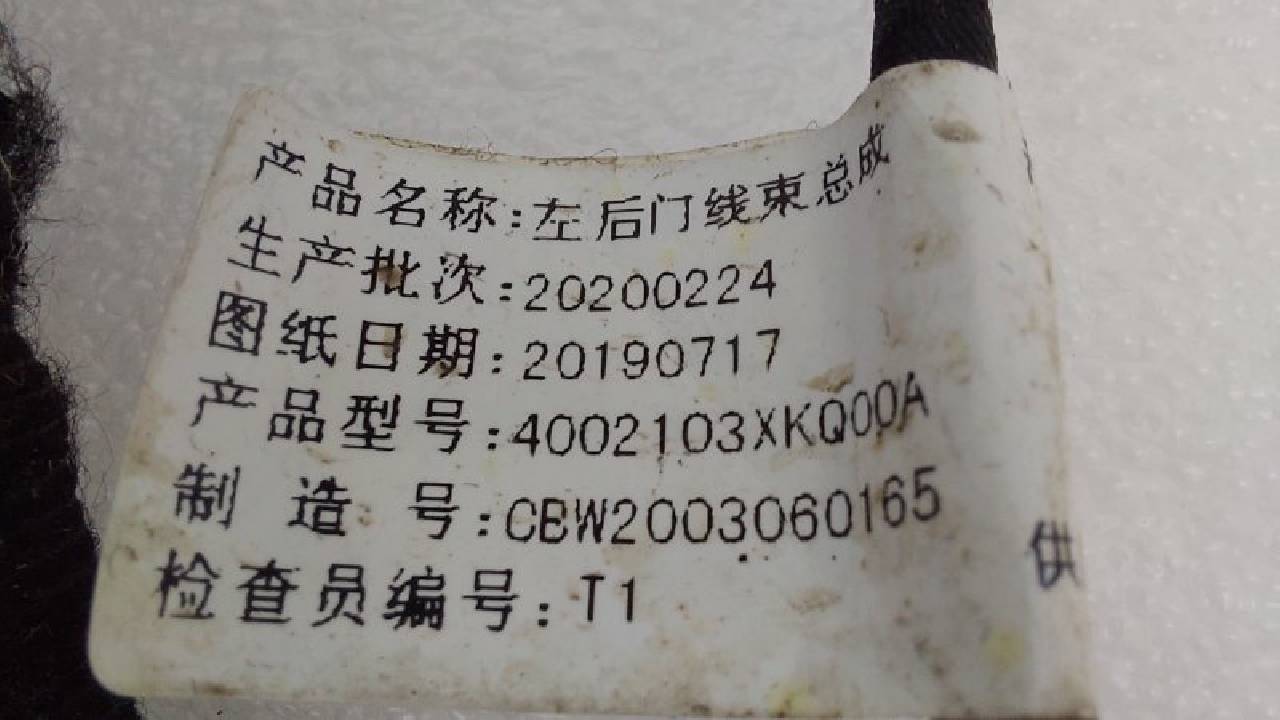 产品名称:左后门线束总成
生产批次:20200224
图纸日期:20190717
产品型号:4002103XKQ00A
制 造 号:CBW2003060165
检查员编号:T1
供